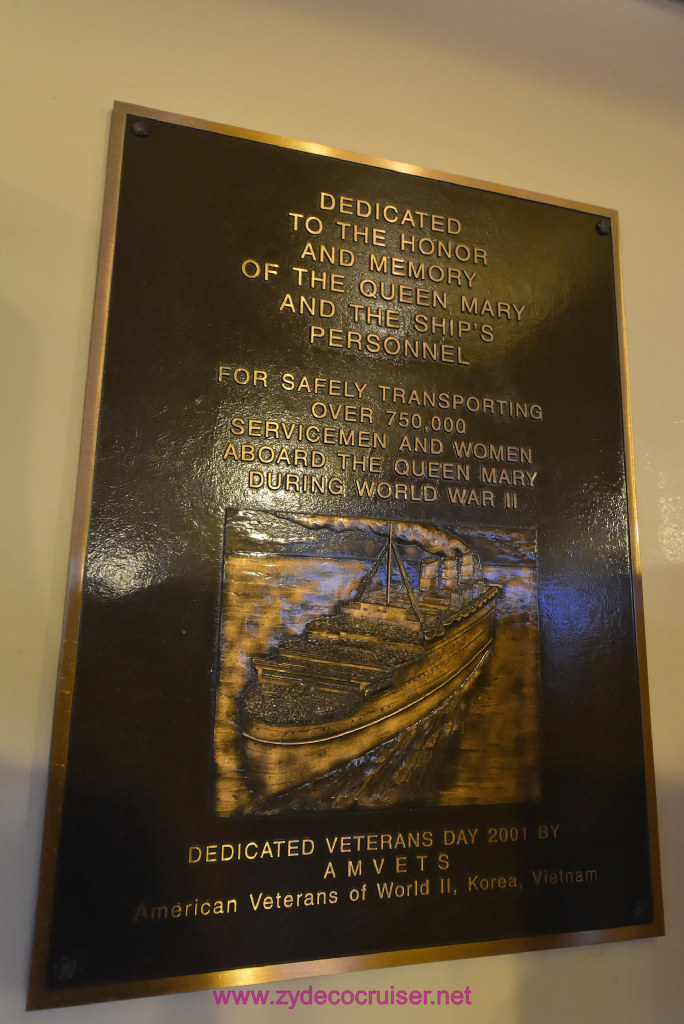 DEDICATED
TO THE HONOR
AND MEMORY
OF THE QUEEN MARY
AND THE SHIP'S
PERSONNEL
FOR SAFELY TRANSPORTING
OVER 750,000
SERVICEMEN AND WOMEN
ABOARD THE QUEEN MARY
DURING WORLD WAR II
DEDICATED VETERANS DAY 2001 BY
A M V E T S
American Veterans of World II, Korea, Vietnam
www.zydecocruiser.net